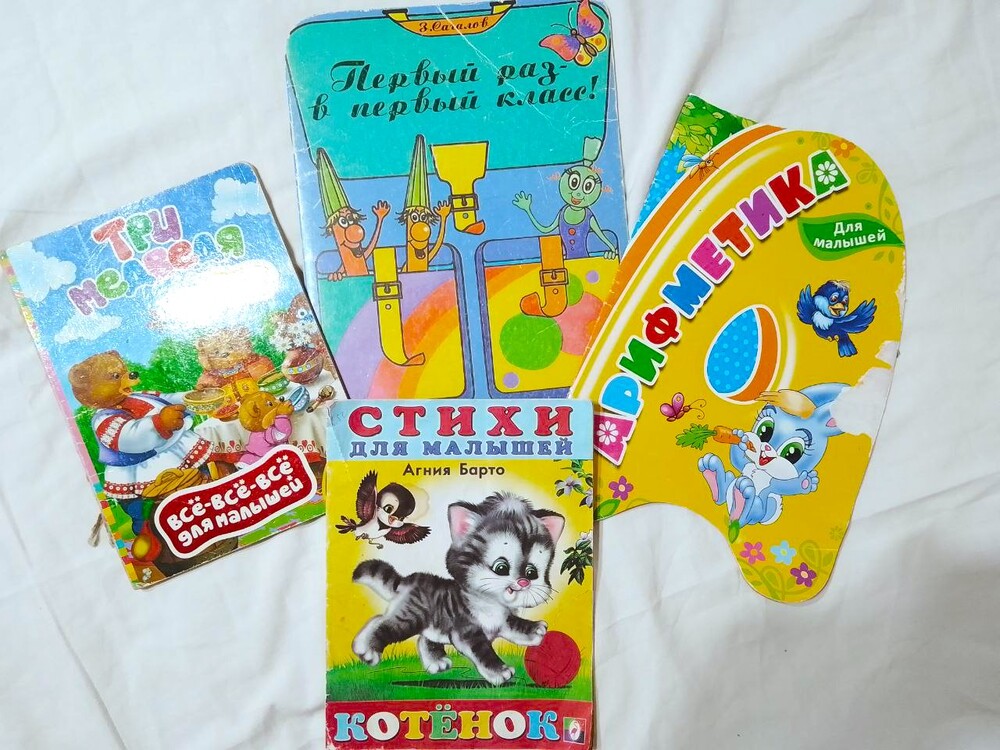 З. Сагалов
Первый раз-
в первый класс!
Три
медведя
Всё-всё-всё
для малышей
АРИФМЕТИКА
Для
малышей
СТИХИ
ДЛЯ МАЛЫШЕЙ
Агния Барто
КОТЁНОК